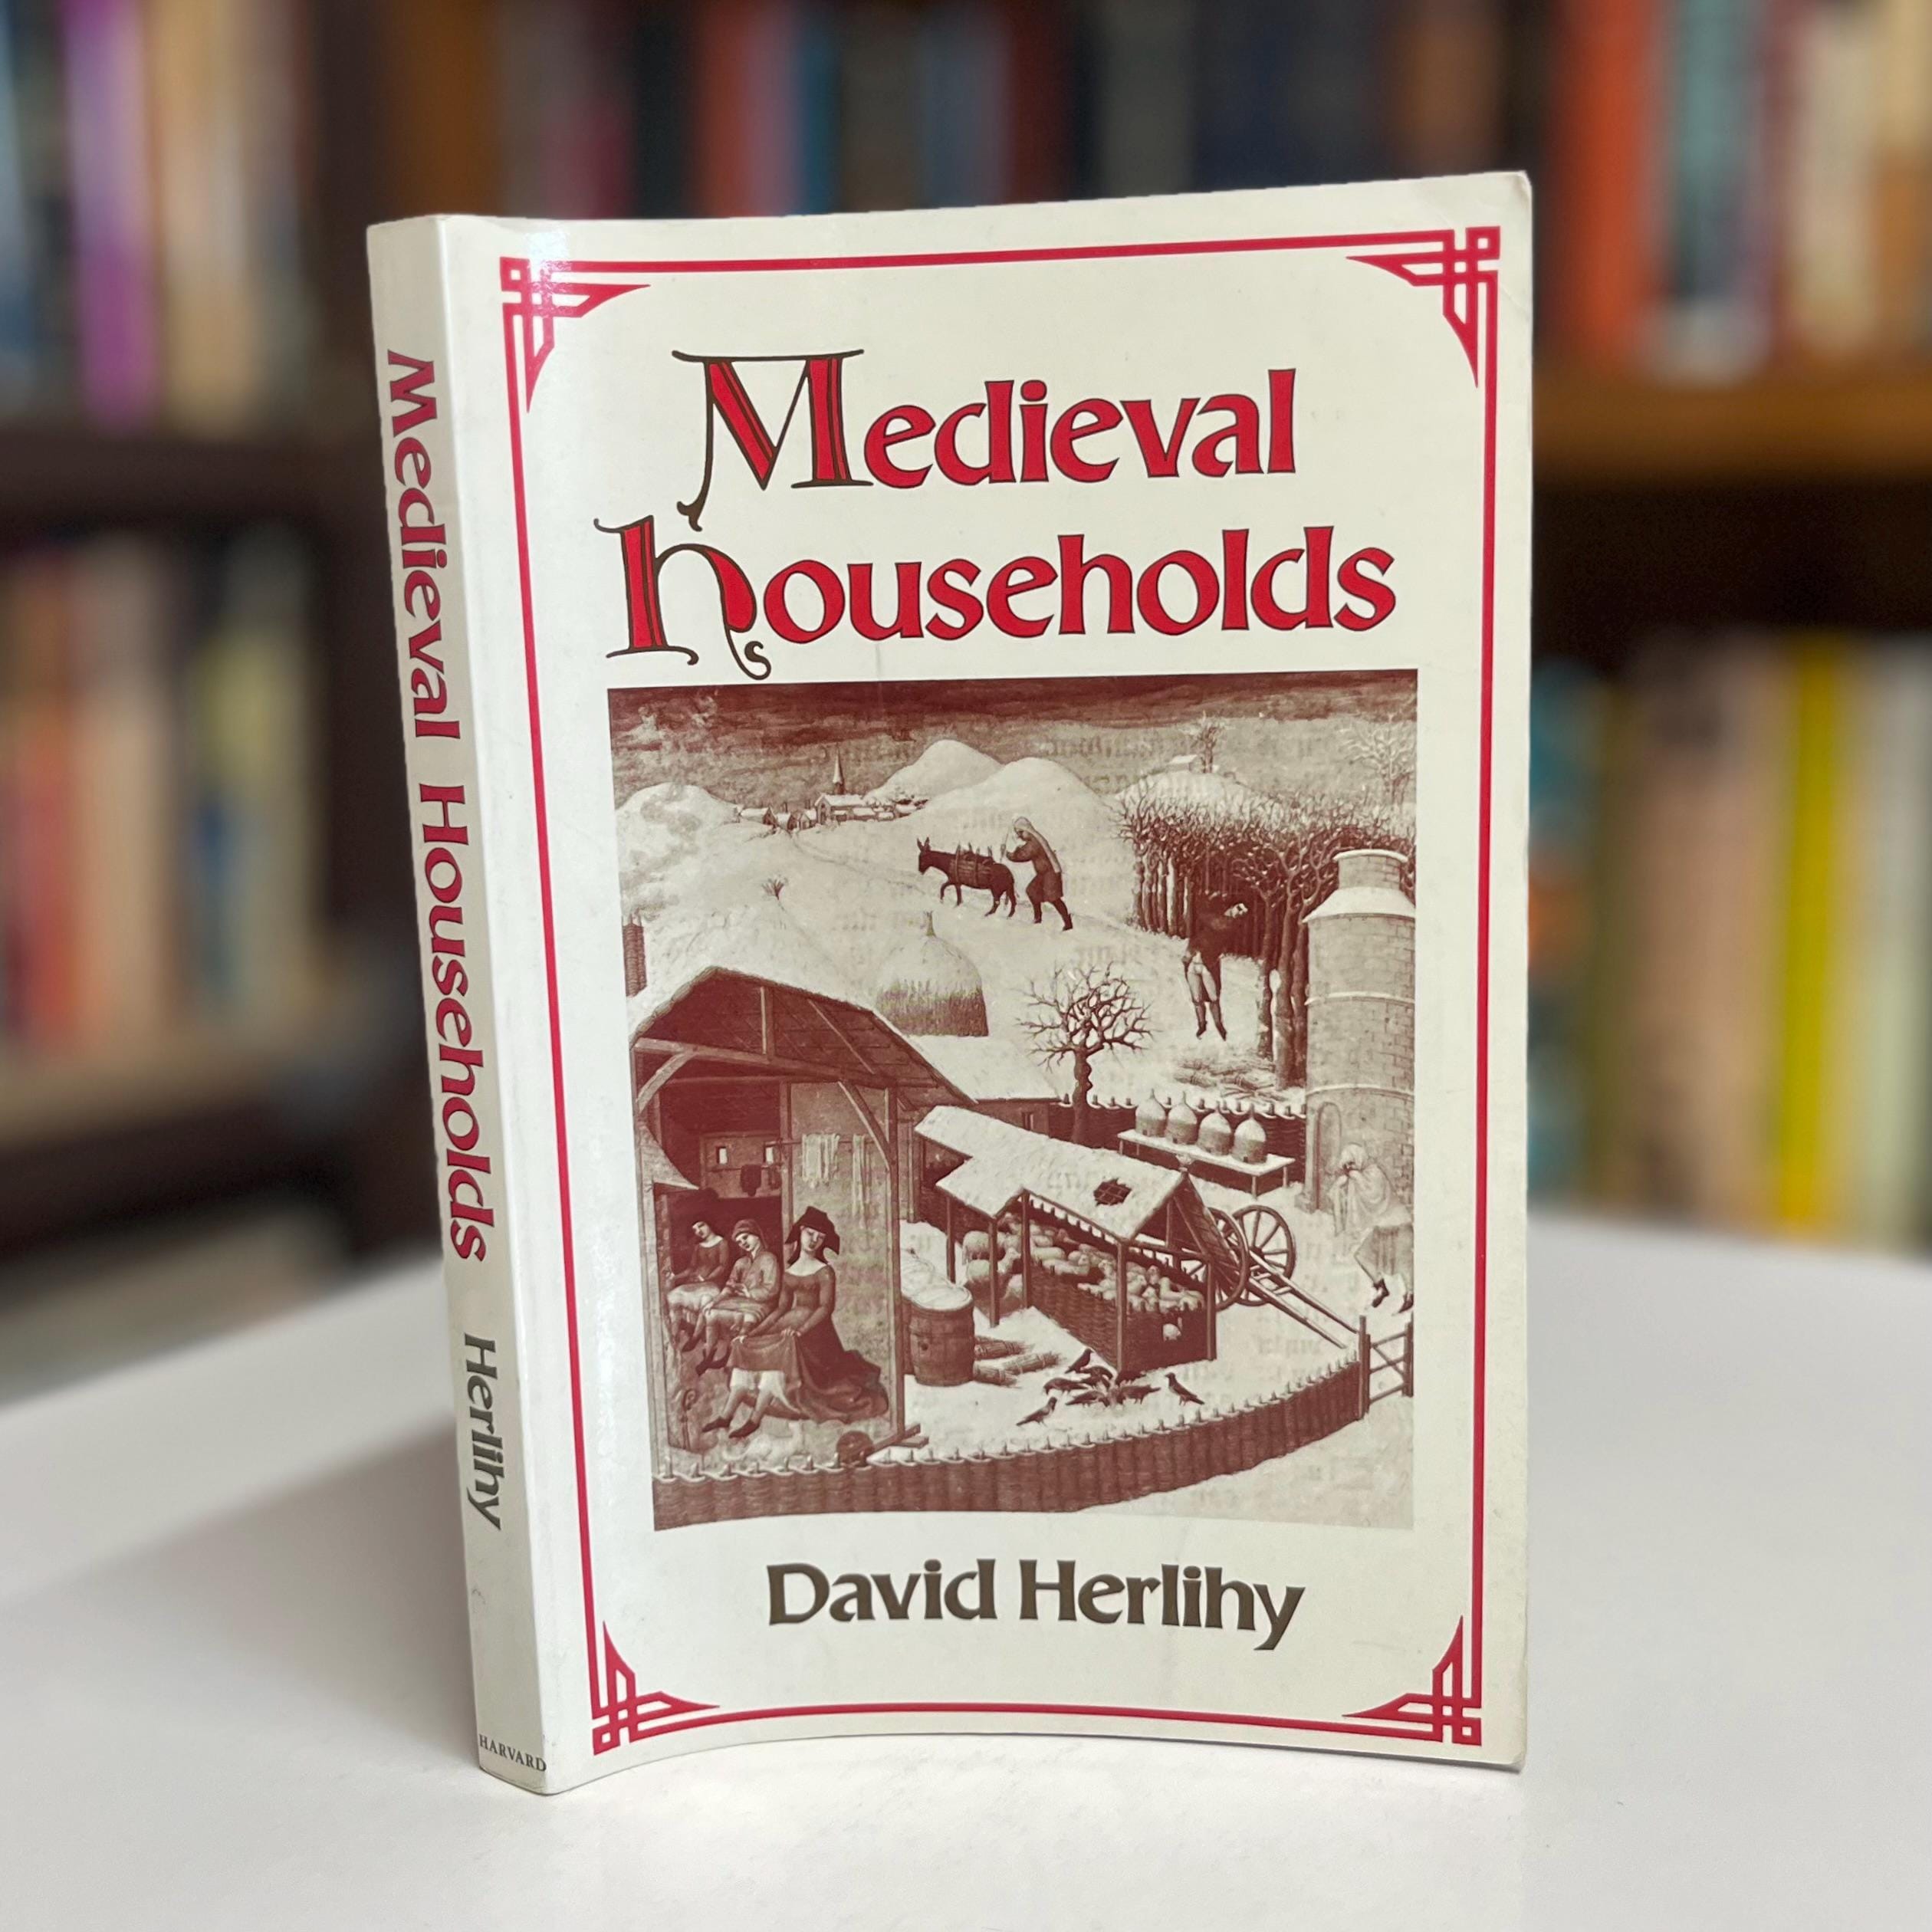 Medieval
households
David Herlihy
Medieval Households Herlihy
HARVARD